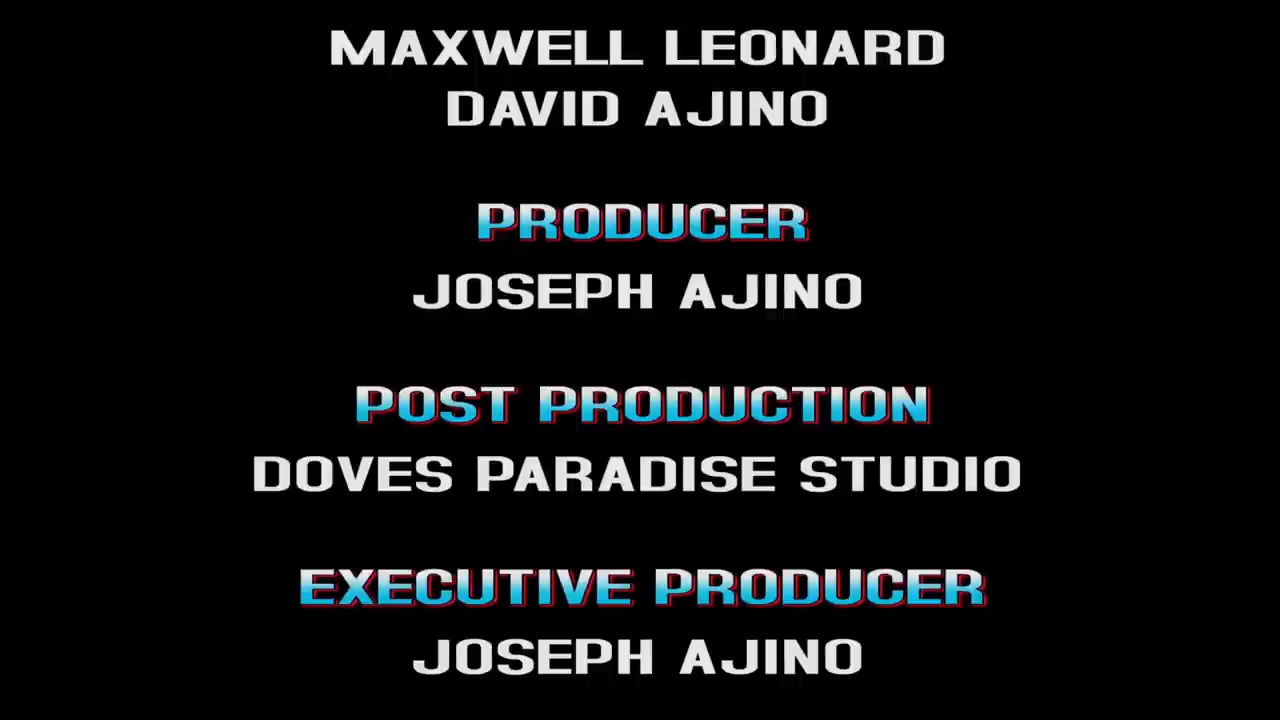 MAXWELL LEONARD
DAVID AJINO
PRODUCER
JOSEPH AJINO
POST PRODUCTION
DOVES PARADISE STUDIO
EXECUTIVE PRODUCER
JOSEPH AJINO